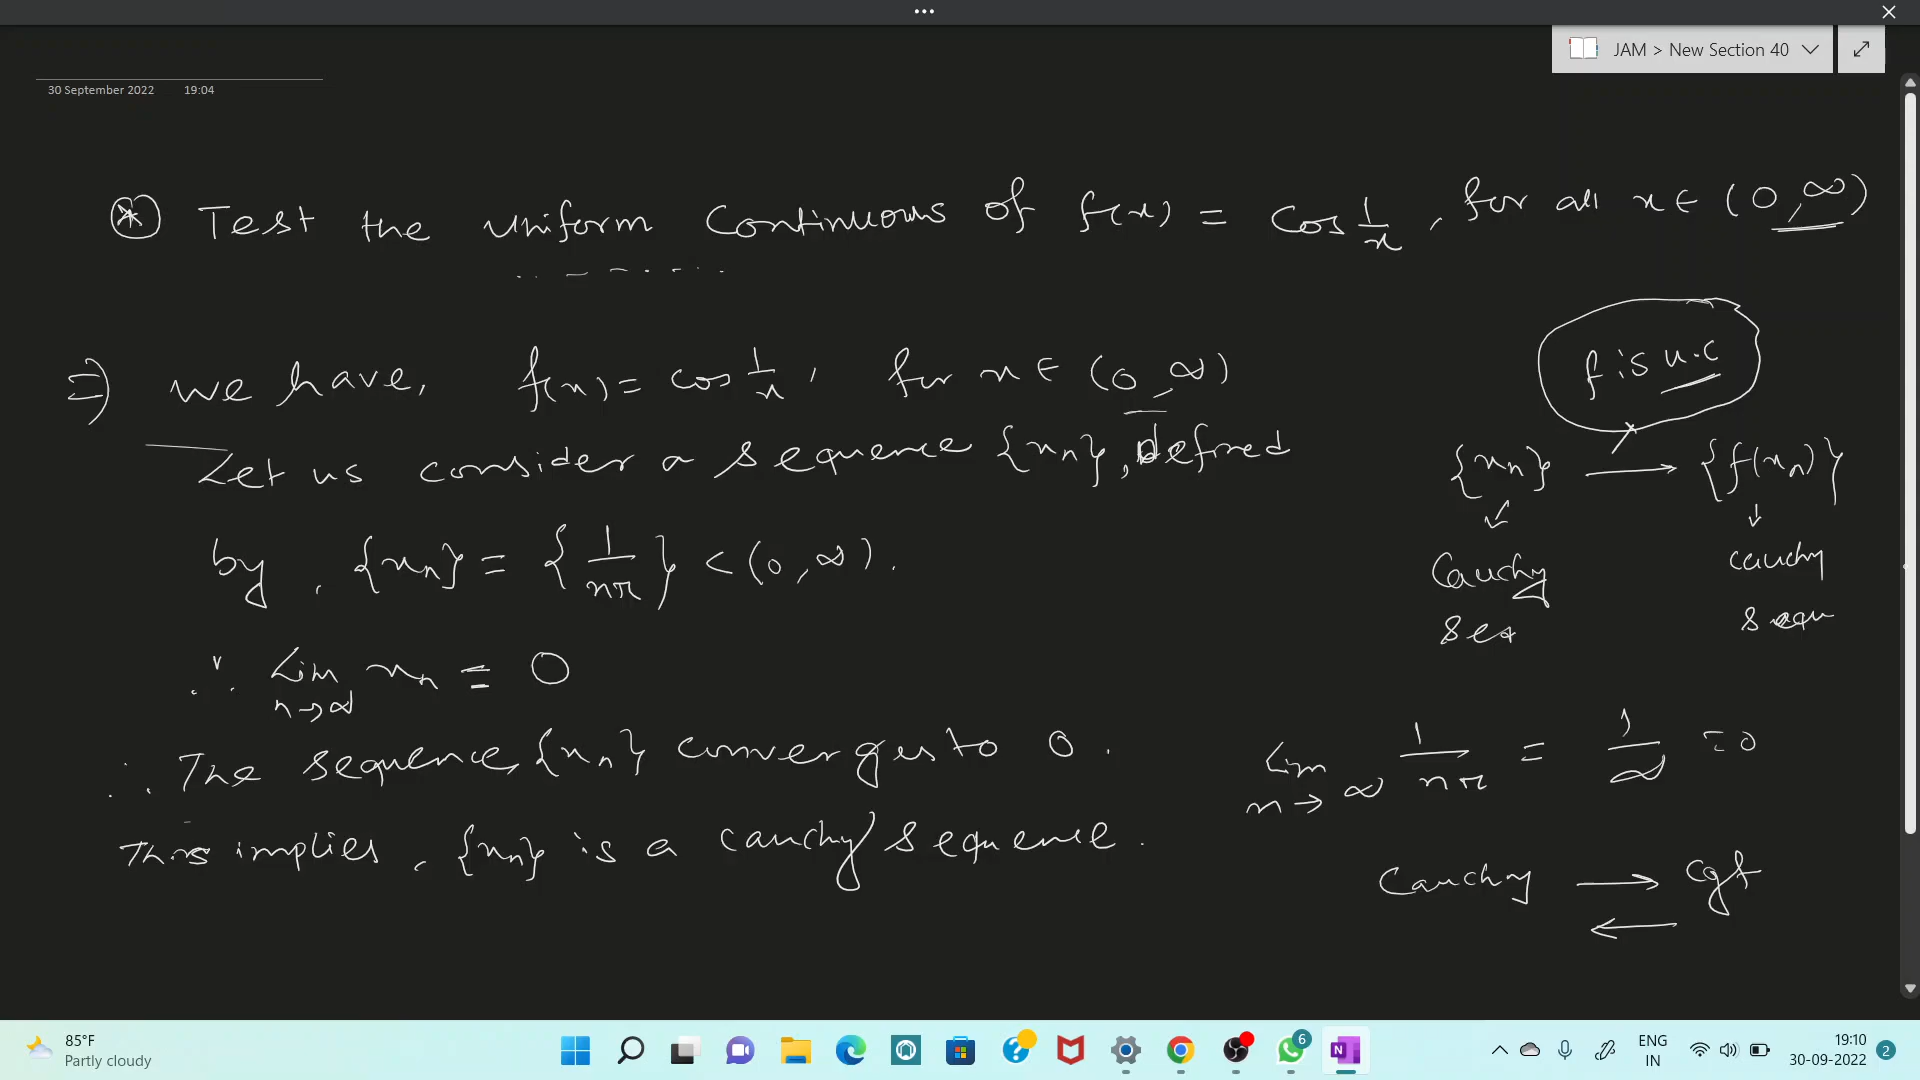 JAM > New Section 40
30 September 2022 19:04
* Test the uniform continuous of f(x) = cos 1/x, for all x ∈ (0, ∞)
⇒ we have, f(x) = cos 1/x, for x ∈ (0, ∞)
f is u.c
Let us consider a sequence {xn}, defined
{xn} → {f(xn)}
by, {xn} = {1/nπ} < (0, ∞).
Cauchy cauchy
∵ Lim n→∞ xn = 0
∴ The sequence {xn} converges to 0.
Lim n→∞ 1/nπ = 1/∞ = 0
This implies, {xn} is a cauchy sequence.
Cauchy → cgt
←
85°F
Partly cloudy
6
ENG
IN
19:10
30-09-2022
2